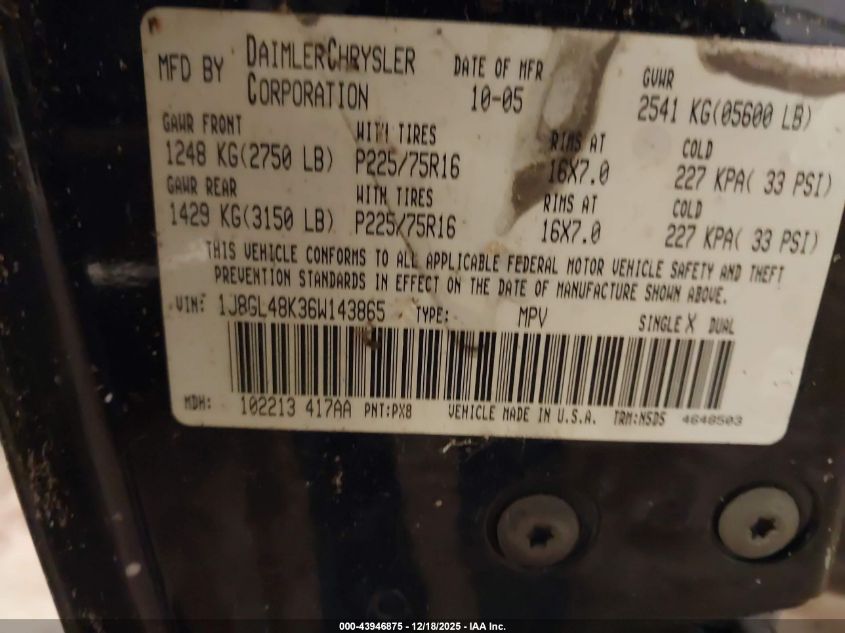 MFD BY DAIMLERCHRYSLER CORPORATION DATE OF MFR 10-05 GVWR 2541 KG(05600 LB)
GAWR FRONT WITH TIRES RIMS AT COLD
1248 KG(2750 LB) P225/75R16 16X7.0 227 KPA( 33 PSI)
GAWR REAR WITH TIRES RIMS AT COLD
1429 KG(3150 LB) P225/75R16 16X7.0 227 KPA( 33 PSI)
THIS VEHICLE CONFORMS TO ALL APPLICABLE FEDERAL MOTOR VEHICLE SAFETY AND THEFT
PREVENTION STANDARDS IN EFFECT ON THE DATE OF MANUFACTURE SHOWN ABOVE.
VIN: 1J8GL48K36W143865 TYPE: MPV SINGLE X DUAL
MDH: 102213 417AA PNT:PX8 VEHICLE MADE IN U.S.A. TRM:N5D5 4648503
000-43946875 - 12/18/2025 - IAA Inc.